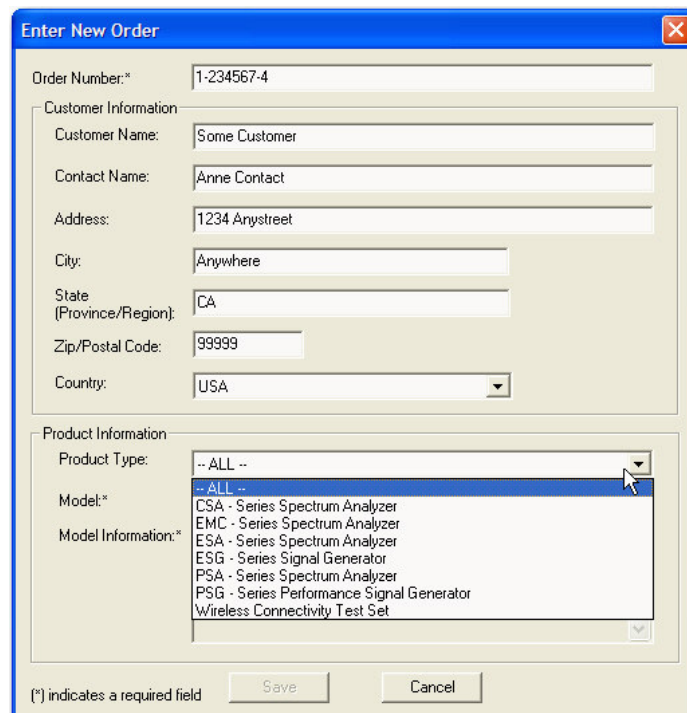 Enter New Order
Order Number:* 1-234567-4
Customer Information
Customer Name: Some Customer
Contact Name: Anne Contact
Address: 1234 Anystreet
City: Anywhere
State
(Province/Region): CA
Zip/Postal Code: 99999
Country: USA
Product Information
Product Type: -- ALL --
-- ALL --
Model:*
CSA - Series Spectrum Analyzer
EMC - Series Spectrum Analyzer
Model Information:*
ESA - Series Spectrum Analyzer
ESG - Series Signal Generator
PSA - Series Spectrum Analyzer
PSG - Series Performance Signal Generator
Wireless Connectivity Test Set
(*) indicates a required field Save Cancel